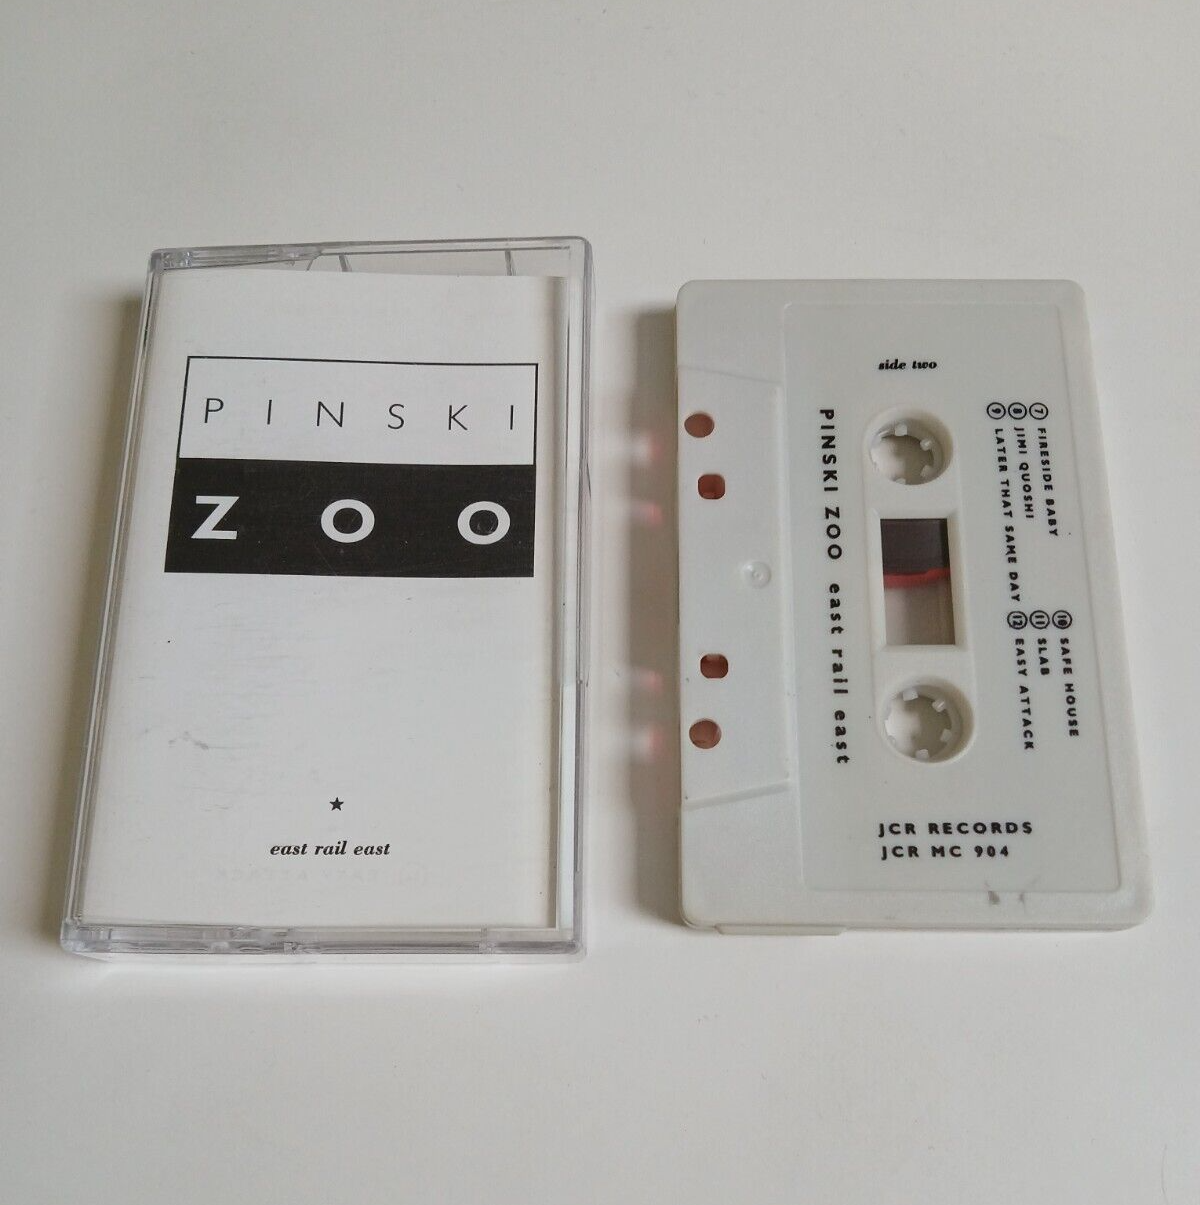 PINSKI
ZOO
★
east rail east
side two
PINSKI ZOO east rail east
7 FIRESIDE BABY
8 JIMI QUOSHI
9 LATER THAT SAME DAY
10 SAFE HOUSE
11 SLAB
12 EASY ATTACK
JCR RECORDS
JCR MC 904